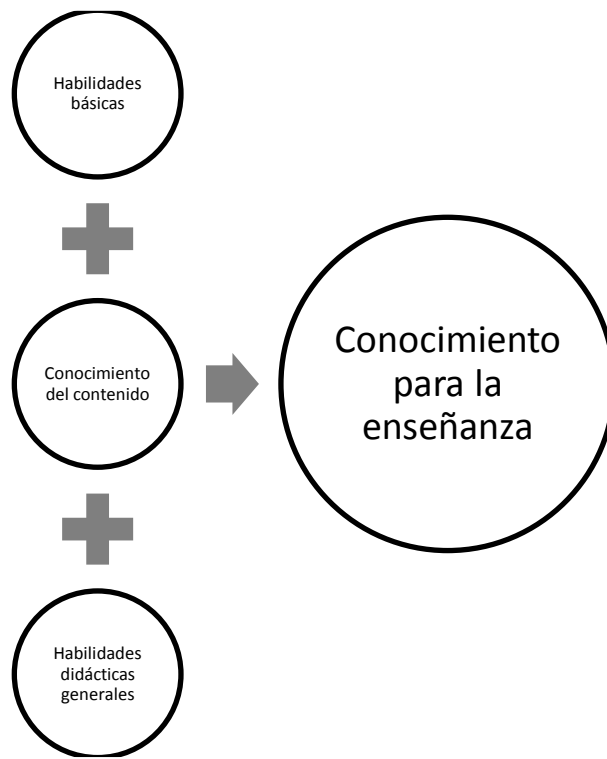 Habilidades
básicas
Conocimiento
del contenido
Habilidades
didácticas
generales
Conocimiento
para la
enseñanza